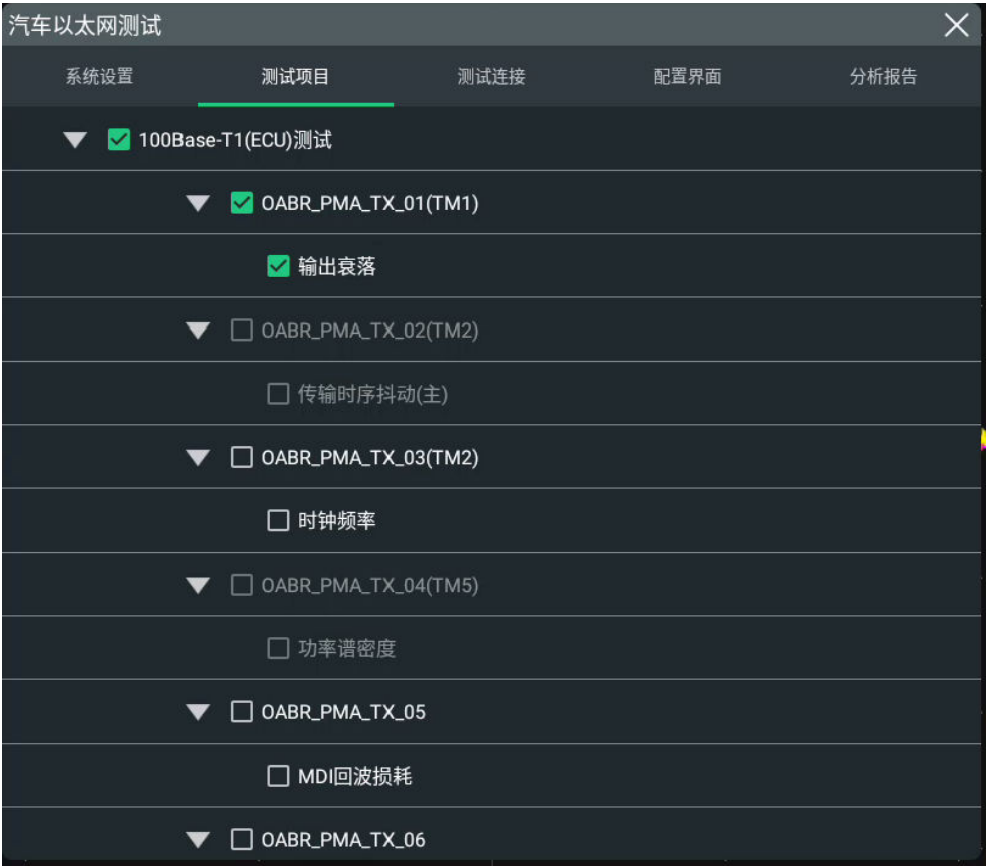 汽车以太网测试
系统设置 测试项目 测试连接 配置界面 分析报告
100Base-T1(ECU)测试
OABR_PMA_TX_01(TM1)
输出衰落
OABR_PMA_TX_02(TM2)
传输时序抖动(主)
OABR_PMA_TX_03(TM2)
时钟频率
OABR_PMA_TX_04(TM5)
功率谱密度
OABR_PMA_TX_05
MDI回波损耗
OABR_PMA_TX_06